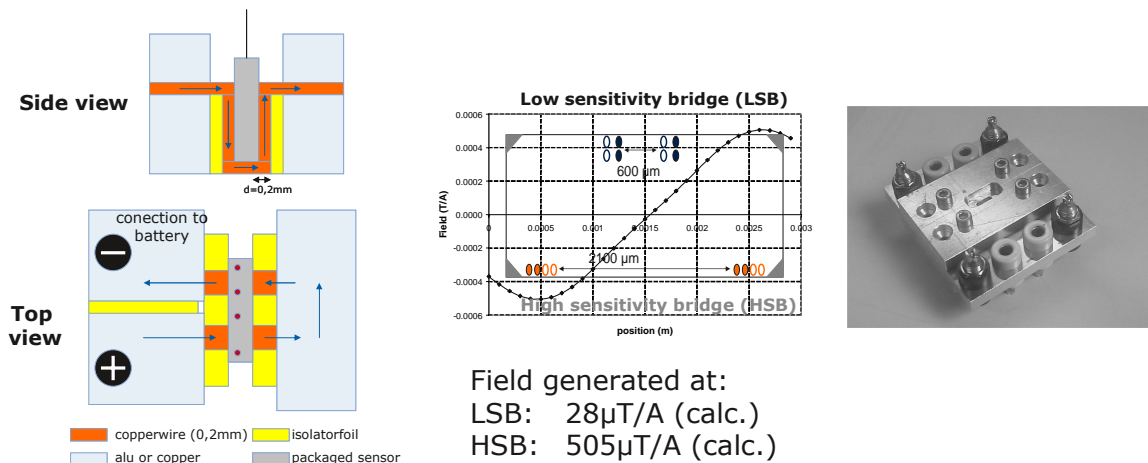 Side view
d=0,2mm
conection to
battery
−
Top
view
+
copperwire (0,2mm)
isolatorfoil
alu or copper
packaged sensor
Low sensitivity bridge (LSB)
0.0006
0.0004
0.0002
0.0000
-0.0002
-0.0004
-0.0006
Field (T/A)
0 0.0005 0.001 0.0015 0.002 0.0025 0.003
600 µm
2100 µm
High sensitivity bridge (HSB)
position (m)
Field generated at:
LSB: 28µT/A (calc.)
HSB: 505µT/A (calc.)